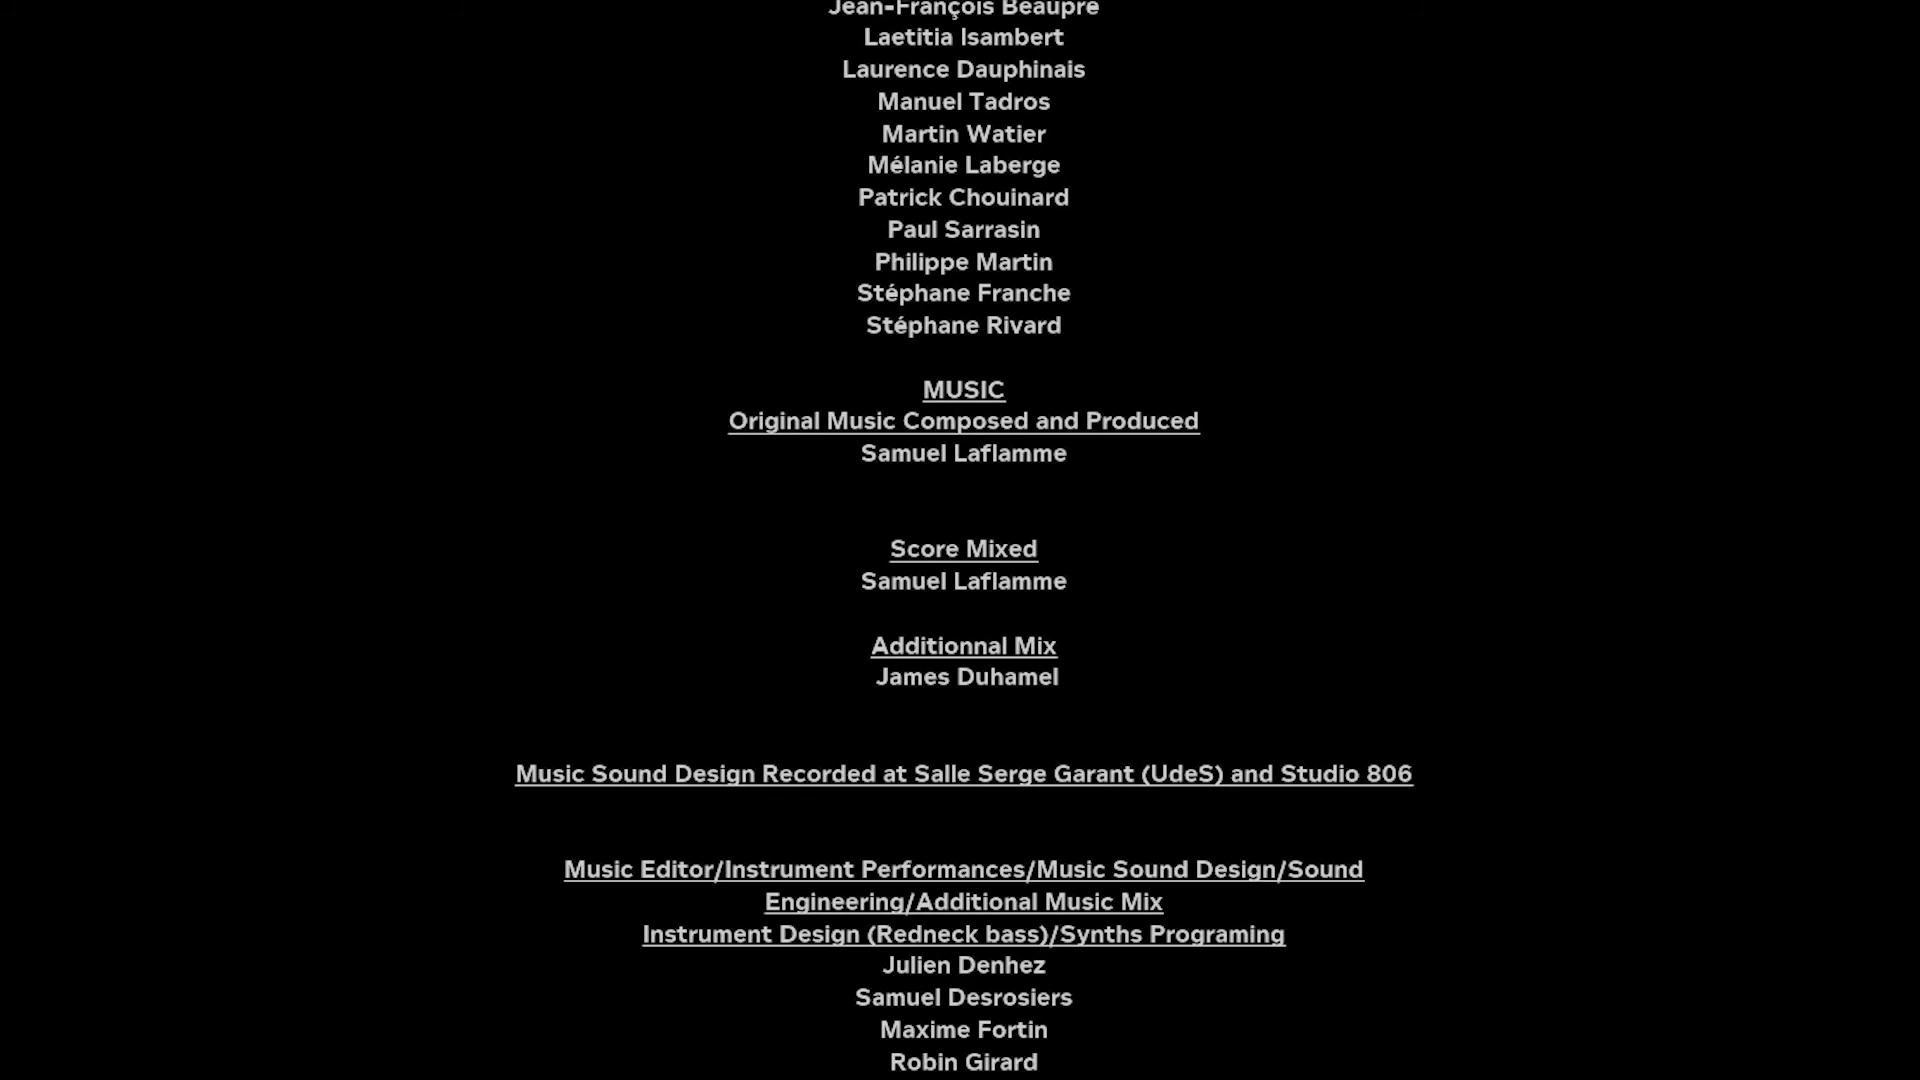 Jean-François Beaupré
Laetitia Isambert
Laurence Dauphinais
Manuel Tadros
Martin Watier
Mélanie Laberge
Patrick Chouinard
Paul Sarrasin
Philippe Martin
Stéphane Franche
Stéphane Rivard
MUSIC
Original Music Composed and Produced
Samuel Laflamme
Score Mixed
Samuel Laflamme
Additionnal Mix
James Duhamel
Music Sound Design Recorded at Salle Serge Garant (UdeS) and Studio 806
Music Editor/Instrument Performances/Music Sound Design/Sound
Engineering/Additional Music Mix
Instrument Design (Redneck bass)/Synths Programing
Julien Denhez
Samuel Desrosiers
Maxime Fortin
Robin Girard